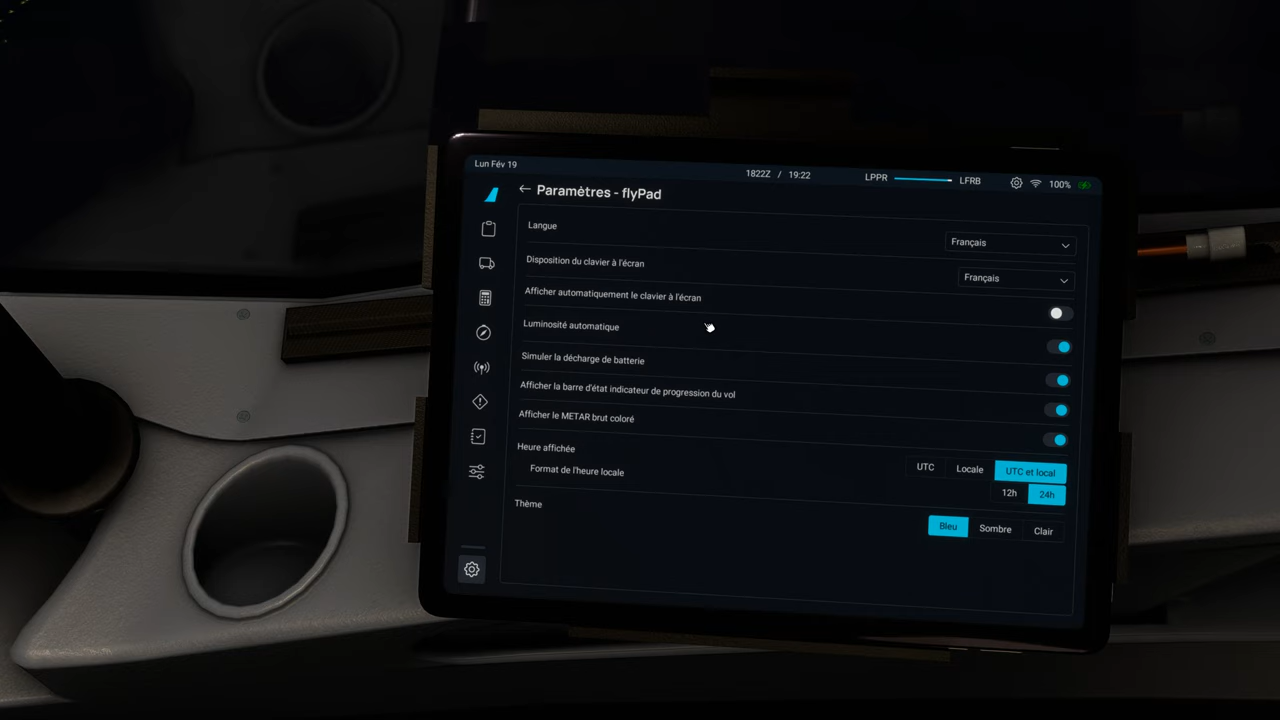 Lun Fév 19
1822Z / 19:22
LPPR
LFRB
100%
Paramètres - flyPad
Langue
Français
Disposition du clavier à l'écran
Français
Afficher automatiquement le clavier à l'écran
Luminosité automatique
Simuler la décharge de batterie
Afficher la barre d'état indicateur de progression du vol
Afficher le METAR brut coloré
Heure affichée
UTC
Locale
UTC et local
Format de l'heure locale
12h
24h
Thème
Bleu
Sombre
Clair